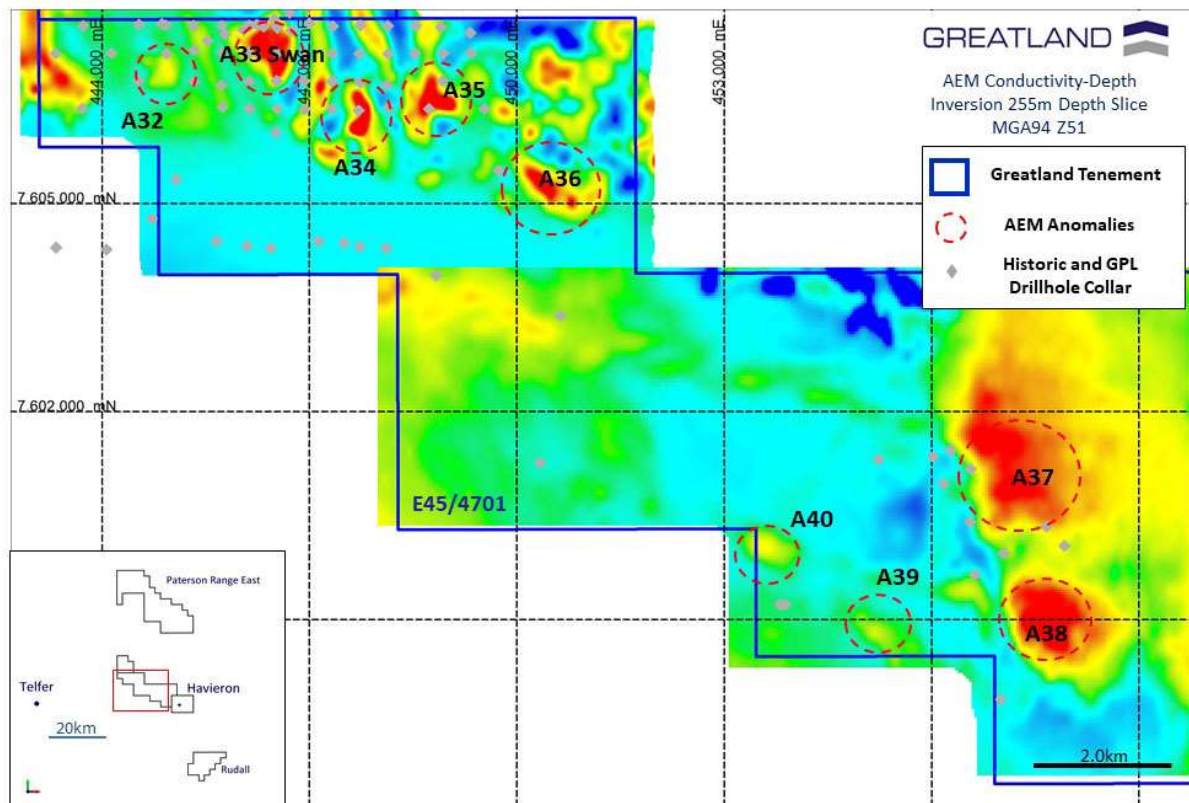 GREATLAND
AEM Conductivity-Depth
Inversion 255m Depth Slice
MGA94 Z51
Greatland Tenement
AEM Anomalies
Historic and GPL
Drillhole Collar
444.000 mE
450.000 mE
453.000 mE
A33 Swan
A35
A32
A34
A36
7.605.000 mN
7.602.000 mN
A37
E45/4701
A40
A39
A38
2.0km
Paterson Range East
Telfer
Havieron
20km
Rudall